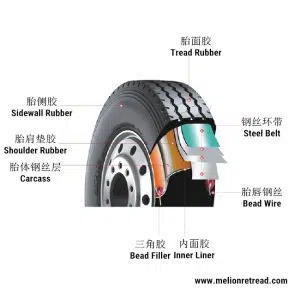 胎面胶
Tread Rubber
胎侧胶
Sidewall Rubber
胎肩垫胶
Shoulder Rubber
胎体钢丝层
Carcass
钢丝环带
Steel Belt
胎唇钢丝
Bead Wire
三角胶
Bead Filler
内面胶
Inner Liner
www.melionretread.com